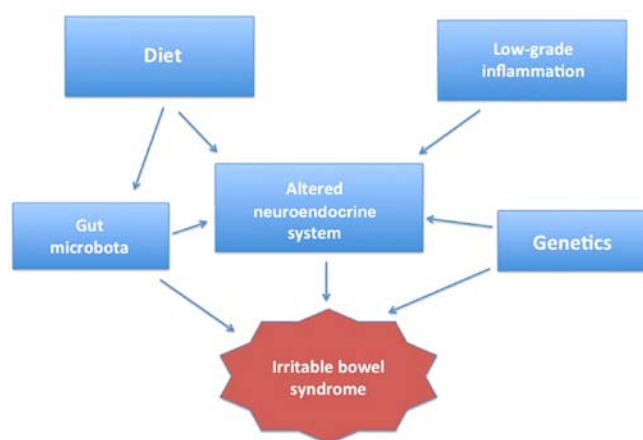 Diet
Low-grade
inflammation
Altered
neuroendocrine
system
Gut
microbota
Genetics
Irritable bowel
syndrome